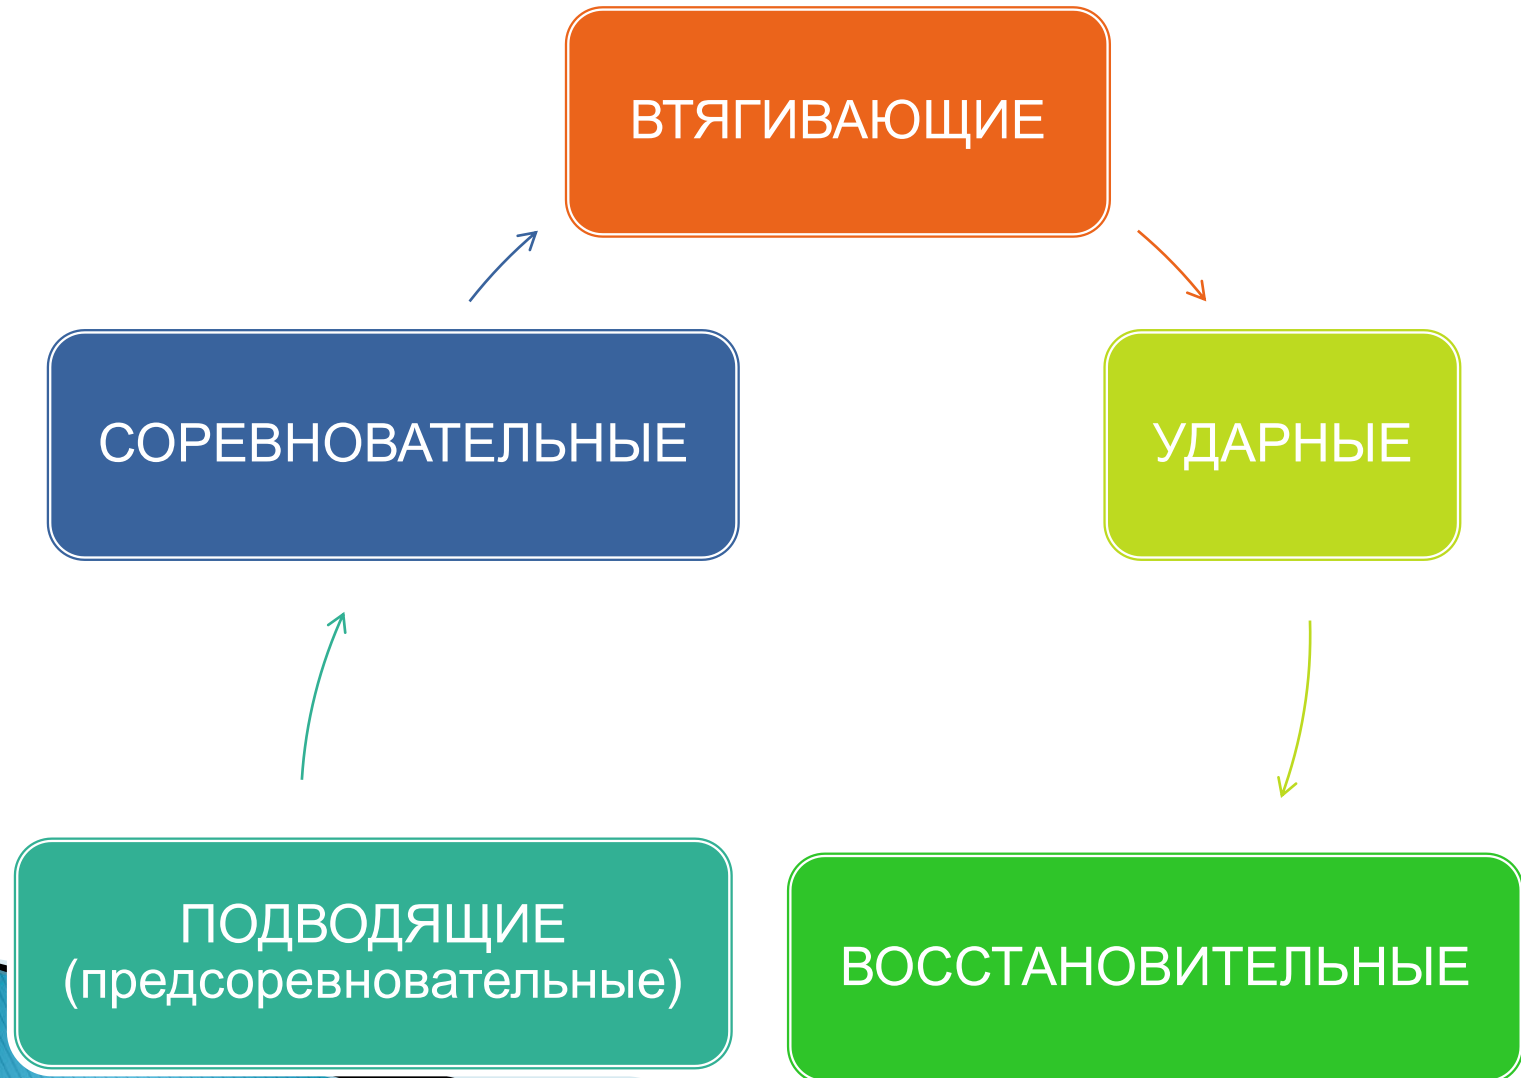 ВТЯГИВАЮЩИЕ
СОРЕВНОВАТЕЛЬНЫЕ
УДАРНЫЕ
ПОДВОДЯЩИЕ
(предсоревновательные)
ВОССТАНОВИТЕЛЬНЫЕ